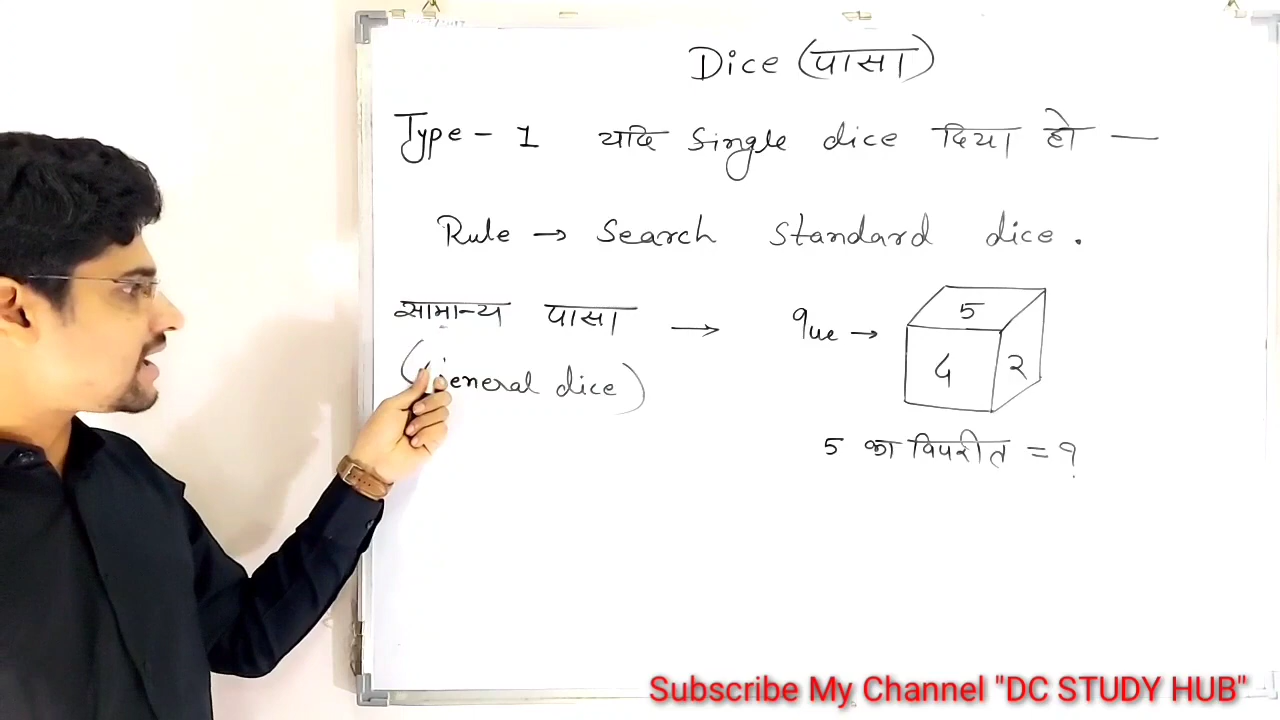 Dice (पासा)
Type - 1 यदि Single dice दिया हो —
Rule → Search Standard dice.
सामान्य पासा → que →
(General dice)
5
4 2
5 का विपरीत = ?
Subscribe My Channel "DC STUDY HUB"